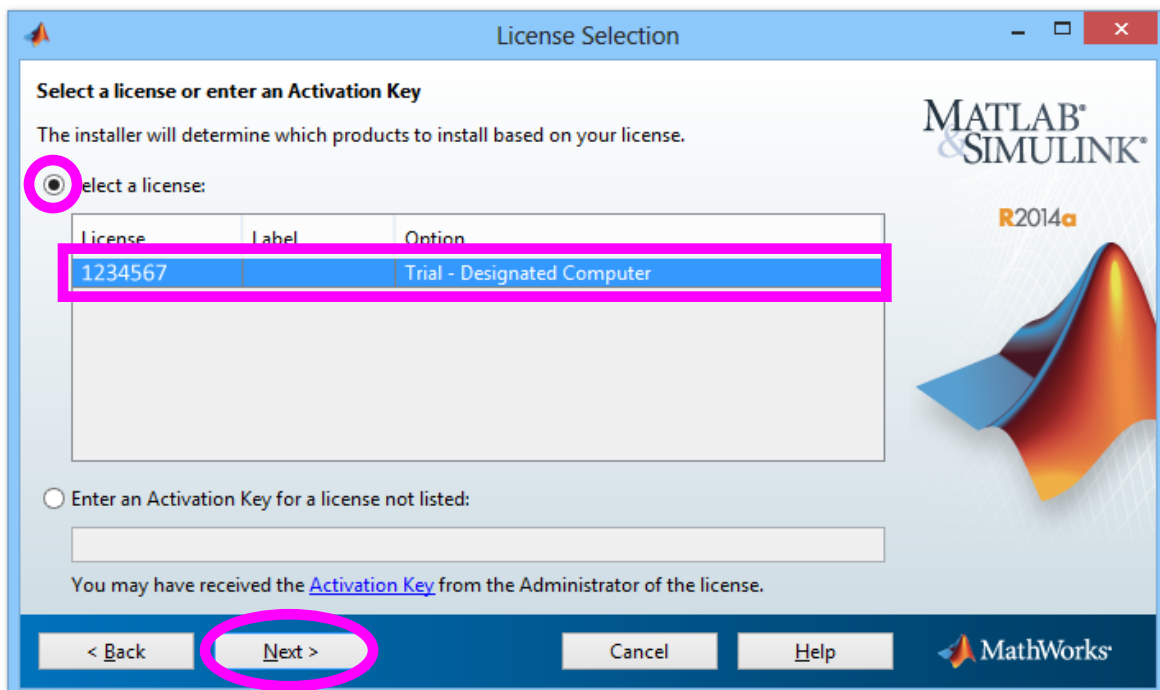 License Selection
Select a license or enter an Activation Key
The installer will determine which products to install based on your license.
MATLAB®
&SIMULINK®
R2014a
elect a license:
License Label Option
1234567 Trial - Designated Computer
Enter an Activation Key for a license not listed:
You may have received the Activation Key from the Administrator of the license.
< Back Next > Cancel Help MathWorks®